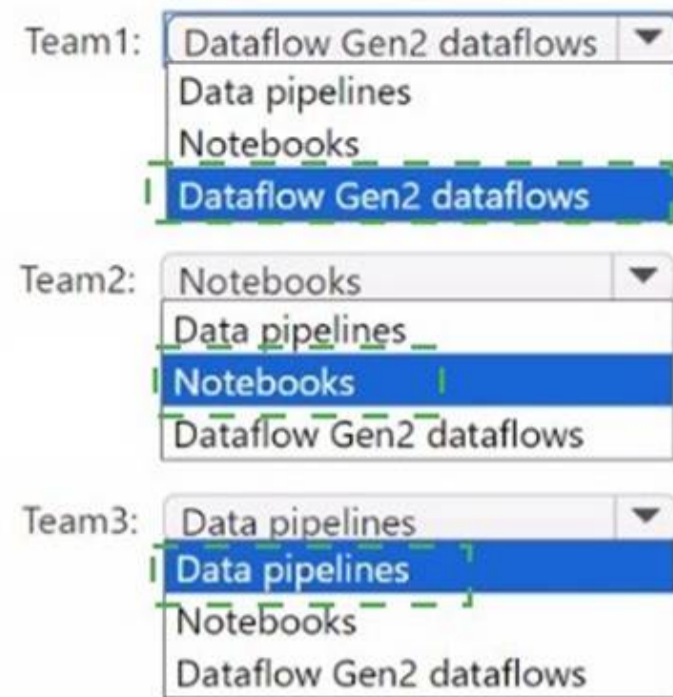 Team1: Dataflow Gen2 dataflows
Data pipelines
Notebooks
Dataflow Gen2 dataflows
Team2: Notebooks
Data pipelines
Notebooks
Dataflow Gen2 dataflows
Team3: Data pipelines
Data pipelines
Notebooks
Dataflow Gen2 dataflows